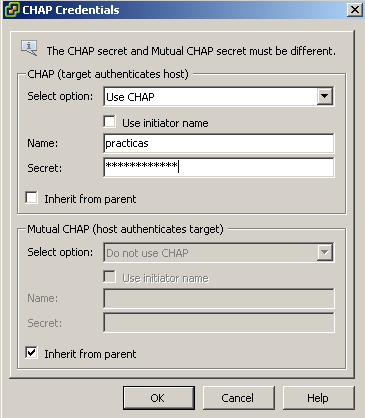 CHAP Credentials
The CHAP secret and Mutual CHAP secret must be different.
CHAP (target authenticates host)
Select option: Use CHAP
Use initiator name
Name: practicas
Secret: ************
Inherit from parent
Mutual CHAP (host authenticates target)
Select option: Do not use CHAP
Use initiator name
Name:
Secret:
Inherit from parent
OK Cancel Help